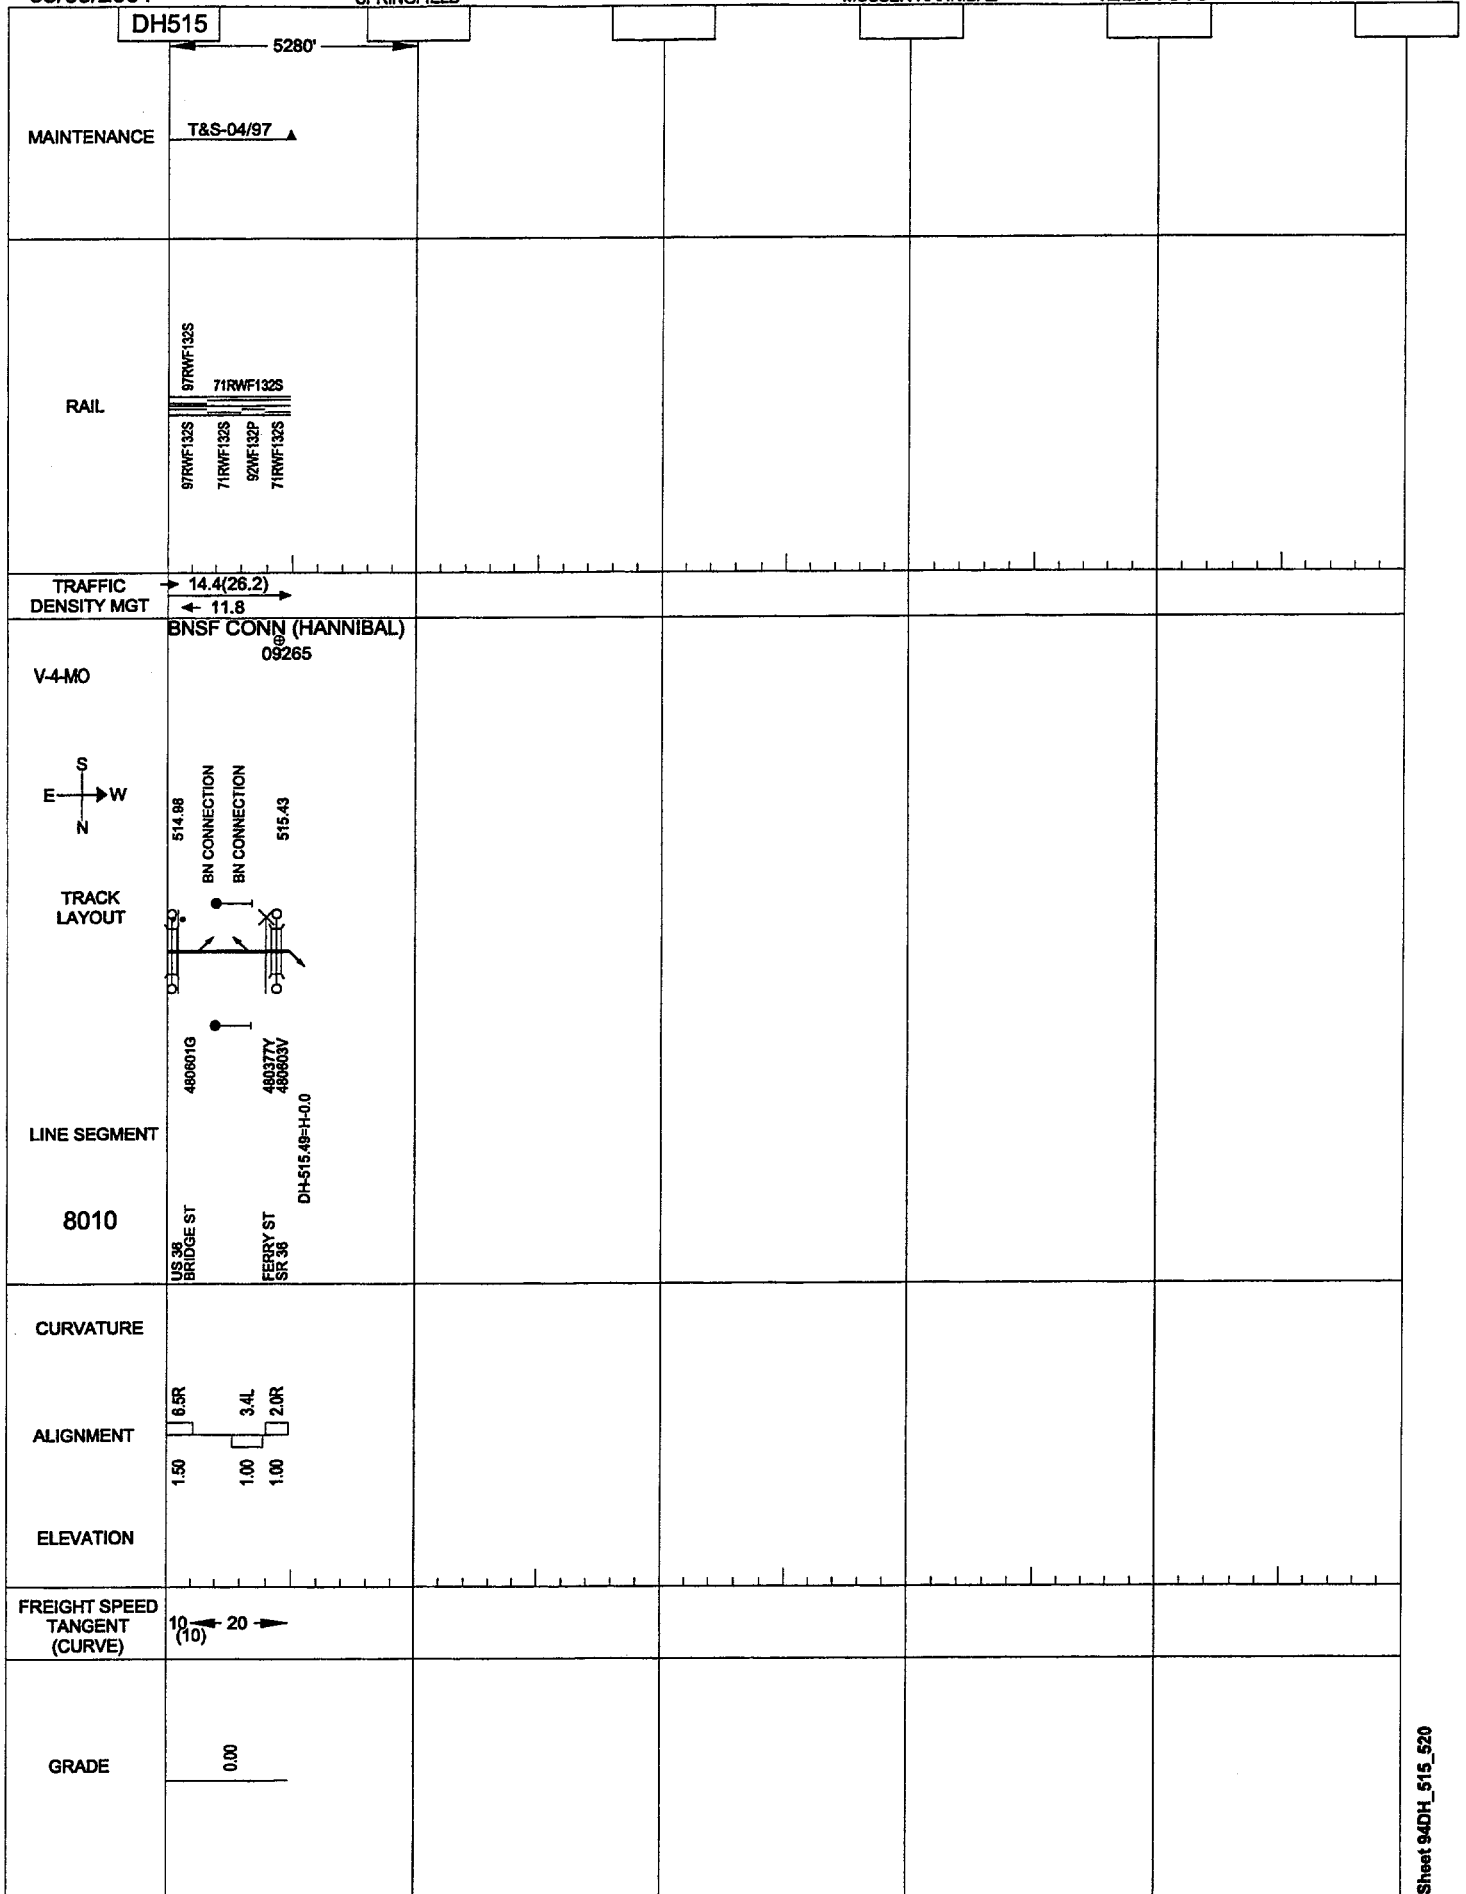 DH515
5280'
MAINTENANCE
T&S-04/97
RAIL
97RWF132S
71RWF132S
97RWF132S
71RWF132S
92WF132P
71RWF132S
TRAFFIC
DENSITY MGT
14.4(26.2)
11.8
BNSF CONN (HANNIBAL)
09265
V-4-MO
S
E W
N
514.98
BN CONNECTION
BN CONNECTION
515.43
TRACK
LAYOUT
480601G
480377Y
480603V
DH-515.49=H-0.0
LINE SEGMENT
8010
US 36
BRIDGE ST
FERRY ST
SR 36
CURVATURE
6.5R
3.4L
2.0R
ALIGNMENT
1.50
1.00
1.00
ELEVATION
FREIGHT SPEED
TANGENT
(CURVE)
10
(10)
20
GRADE
0.00
Sheet 94DH_515_520